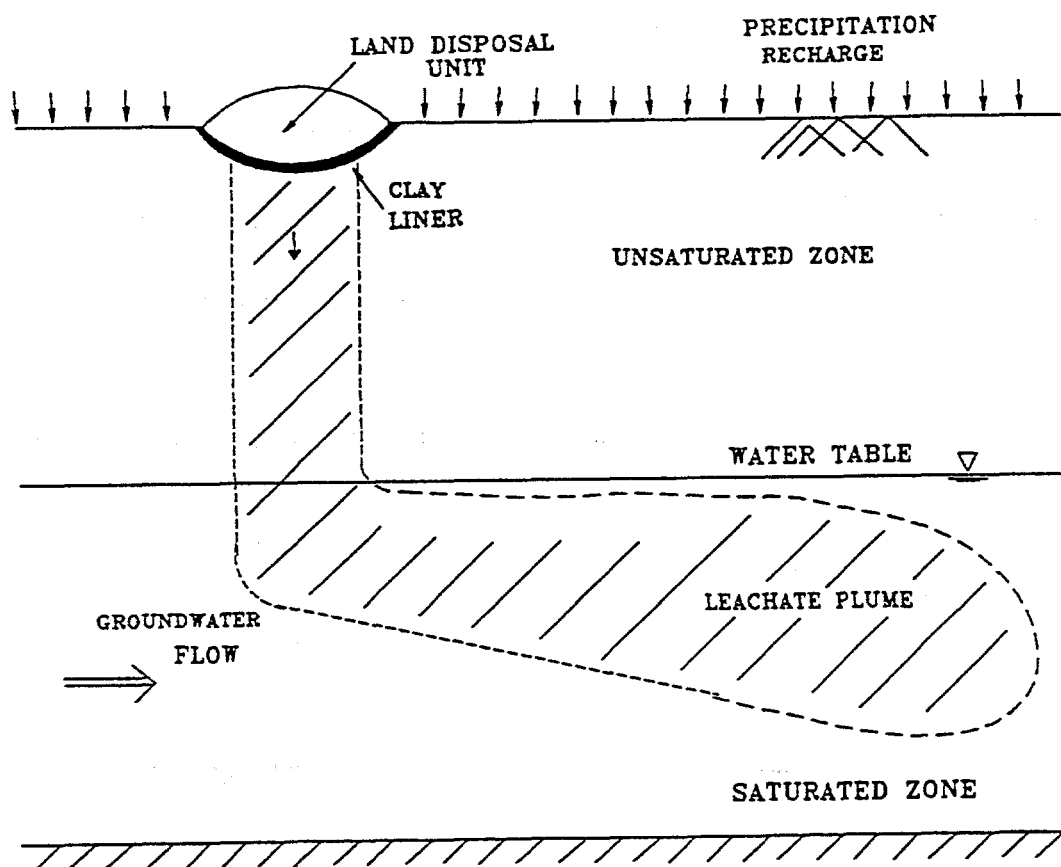 LAND DISPOSAL
UNIT
PRECIPITATION
RECHARGE
CLAY
LINER
UNSATURATED ZONE
WATER TABLE
LEACHATE PLUME
GROUNDWATER
FLOW
SATURATED ZONE